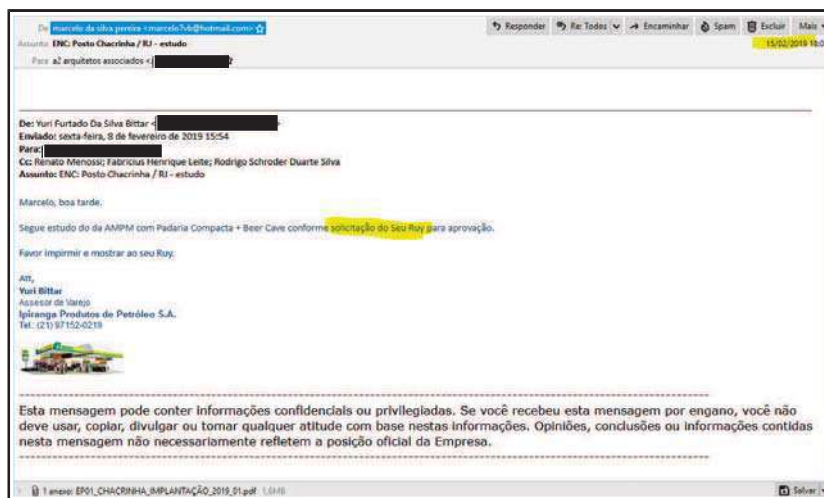 De marcelo da silva pereira <marcelo7vb@hotmail.com>
Responder Re: Todos Encaminhar Spam Excluir Mais
Assunto ENC: Posto Chacrinha / RJ - estudo
15/02/2019 18:0
Para a2 arquitetos associados <j
De: Yuri Furtado Da Silva Bittar <
Enviado: sexta-feira, 8 de fevereiro de 2019 15:54
Para:
Cc: Renato Menossi; Fabricius Henrique Leite; Rodrigo Schroder Duarte Silva
Assunto: ENC: Posto Chacrinha / RJ - estudo
Marcelo, boa tarde.
Segue estudo do da AMPM com Padaria Compacta + Beer Cave conforme solicitação do Seu Ruy para aprovação.
Favor imprimir e mostrar ao seu Ruy.
Att,
Yuri Bittar
Assessor de Varejo
Ipiranga Produtos de Petróleo S.A.
Tel.: (21) 97152-0219
Esta mensagem pode conter informações confidenciais ou privilegiadas. Se você recebeu esta mensagem por engano, você não
deve usar, copiar, divulgar ou tomar qualquer atitude com base nestas informações. Opiniões, conclusões ou informações contidas
nesta mensagem não necessariamente refletem a posição oficial da Empresa.
1 anexo: EP01_CHACRINHA_IMPLANTAÇÃO_2019_01.pdf 1,6MB
Salvar